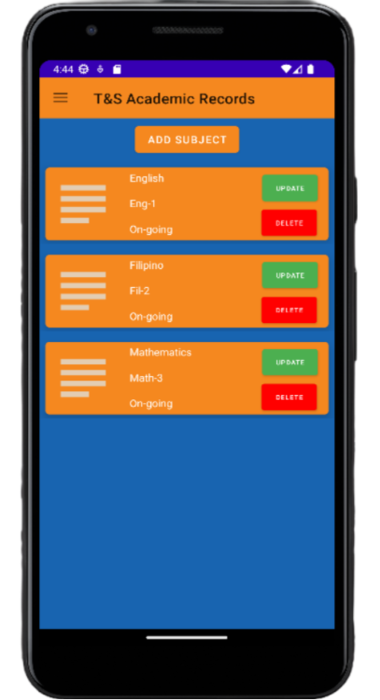 4:44
T&S Academic Records
ADD SUBJECT
English
UPDATE
Eng-1
DELETE
On-going
Filipino
UPDATE
Fil-2
DELETE
On-going
Mathematics
UPDATE
Math-3
DELETE
On-going